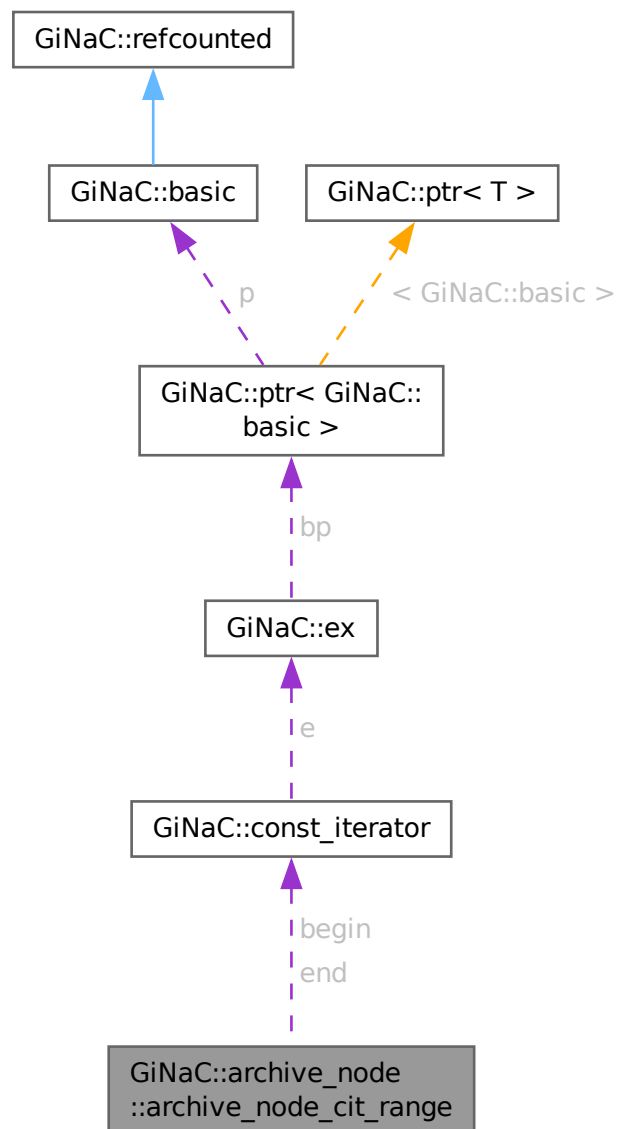 GiNaC::refcounted
GiNaC::basic
GiNaC::ptr< T >
p
< GiNaC::basic >
GiNaC::ptr< GiNaC::
basic >
bp
GiNaC::ex
e
GiNaC::const_iterator
begin
end
GiNaC::archive_node
::archive_node_cit_range